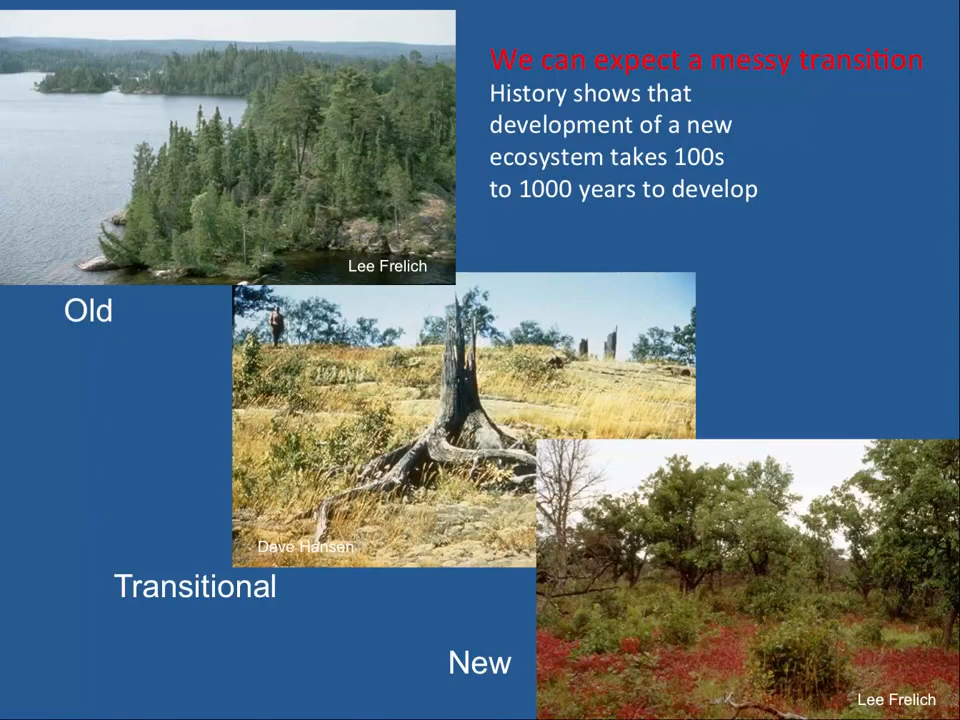 We can expect a messy transition
History shows that
development of a new
ecosystem takes 100s
to 1000 years to develop
Lee Frelich
Old
Dave Hansen
Transitional
New
Lee Frelich